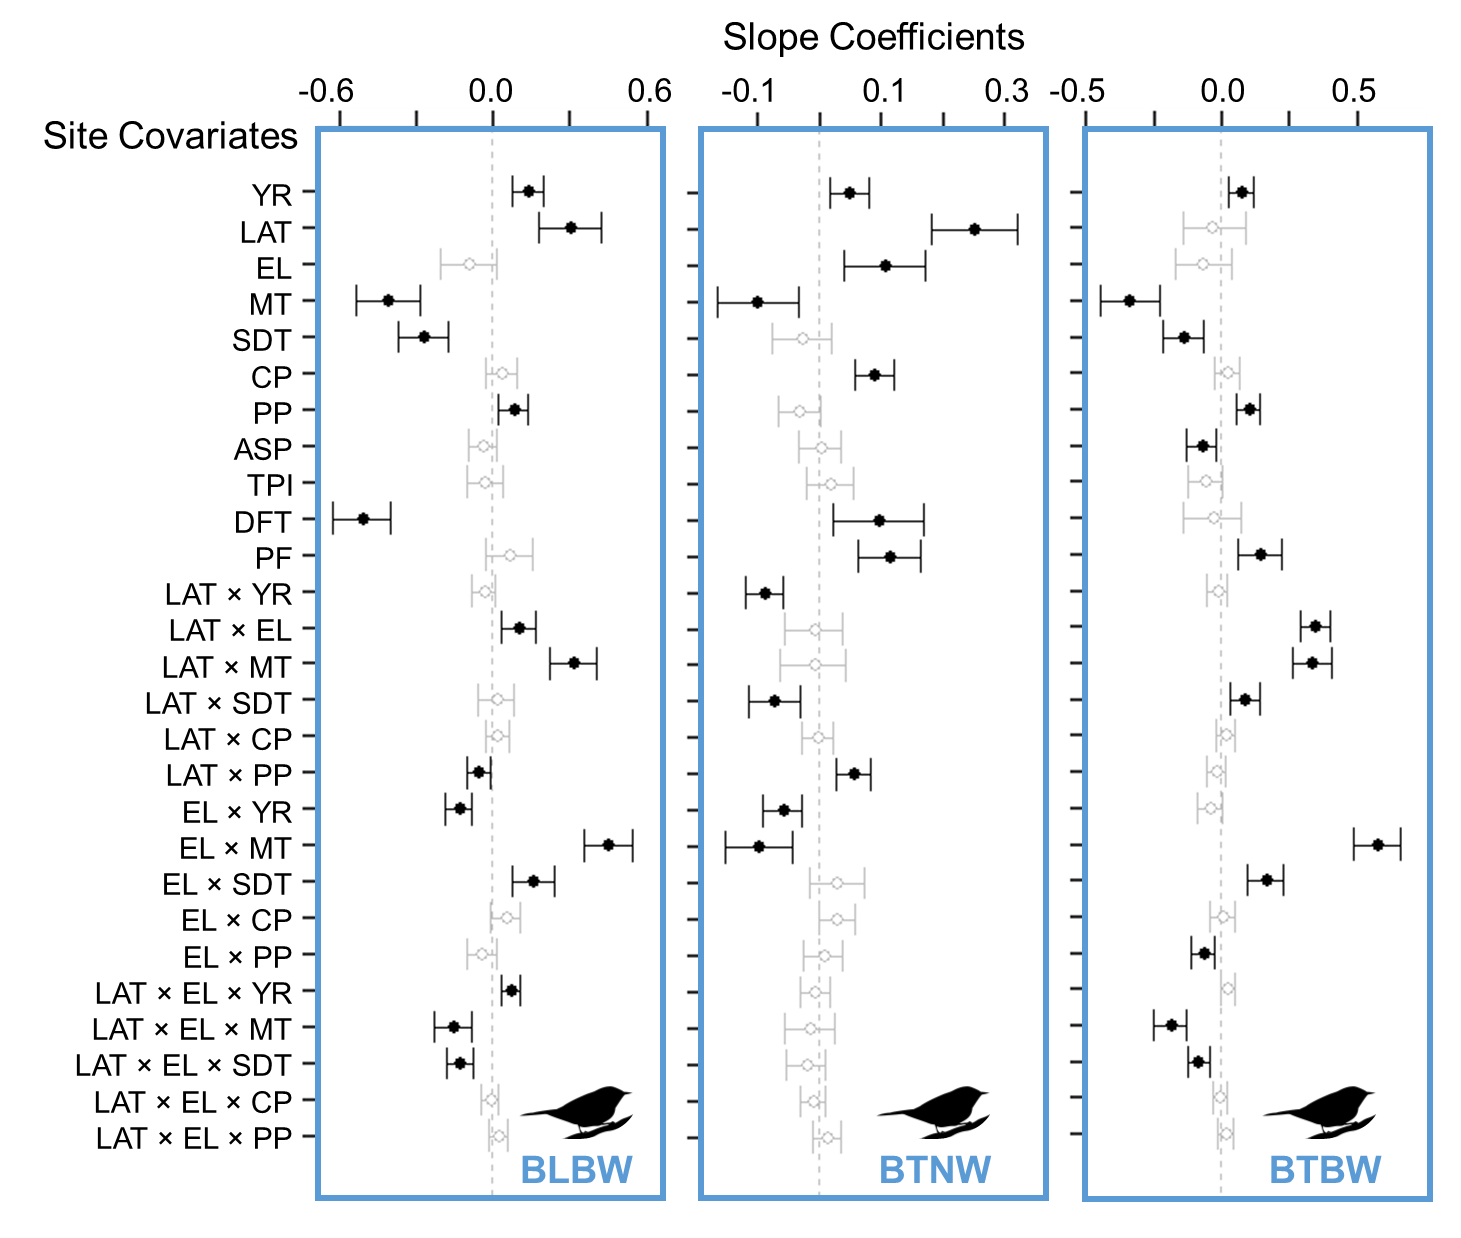 Slope Coefficients
-0.6 0.0 0.6 -0.1 0.1 0.3 -0.5 0.0 0.5
Site Covariates
YR
LAT
EL
MT
SDT
CP
PP
ASP
TPI
DFT
PF
LAT × YR
LAT × EL
LAT × MT
LAT × SDT
LAT × CP
LAT × PP
EL × YR
EL × MT
EL × SDT
EL × CP
EL × PP
LAT × EL × YR
LAT × EL × MT
LAT × EL × SDT
LAT × EL × CP
LAT × EL × PP
BLBW BTNW BTBW